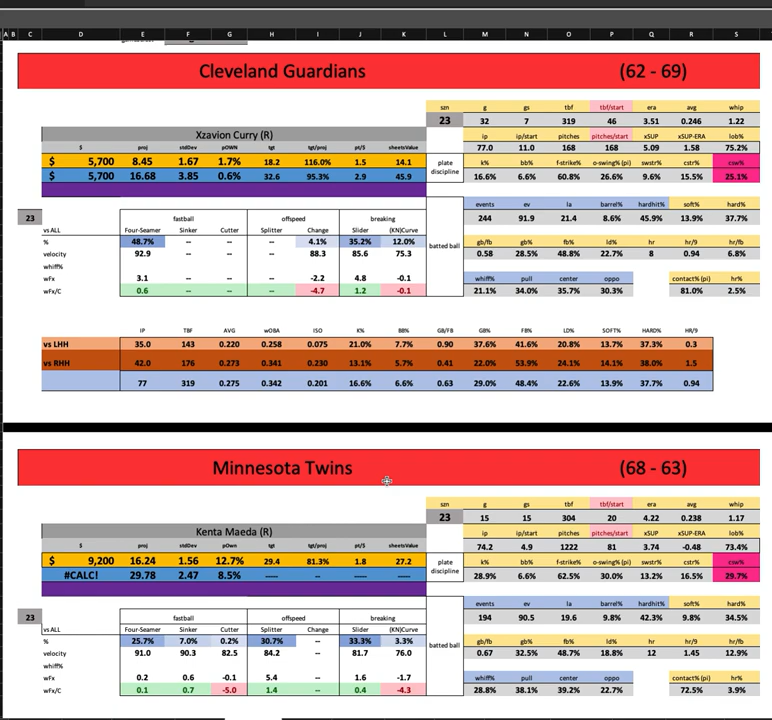 A B C D E F G H I J K L M N O P Q R S
Cleveland Guardians (62 - 69)
szn g gs tbf tbf/start era avg whip
23 32 7 319 46 3.51 0.246 1.22
Xzavion Curry (R) ip ip/start pitches pitches/start xSUP xSUP-ERA lob%
$ proj stdDev pOWN tgt tgt/proj pt/$ sheetsValue 77.0 11.0 168 168 5.09 1.58 75.2%
$ 5,700 8.45 1.67 1.7% 18.2 116.0% 1.5 14.1 plate discipline k% bb% f-strike% o-swing% (pi) swstr% cstr% csw%
$ 5,700 16.68 3.85 0.6% 32.6 95.3% 2.9 45.9 16.6% 6.6% 60.8% 26.6% 9.6% 15.5% 25.1%
events ev la barrel% hardhit% soft% hard%
23 fastball offspeed breaking 244 91.9 21.4 8.6% 45.9% 13.9% 37.7%
vs ALL Four-Seamer Sinker Cutter Splitter Change Slider (KN)Curve
% 48.7% -- -- -- 4.1% 35.2% 12.0% batted ball gb/fb gb% fb% ld% hr hr/9 hr/fb
velocity 92.9 -- -- -- 88.3 85.6 75.3 0.58 28.5% 48.8% 22.7% 8 0.94 6.8%
whiff%
wFx 3.1 -2.2 4.8 -0.1 whiff% pull center oppo contact% (pi) hr%
wFx/C 0.6 -- -- -- -4.7 1.2 -0.1 21.1% 34.0% 35.7% 30.3% 81.0% 2.5%
IP TBF AVG wOBA ISO K% BB% GB/FB GB% FB% LD% SOFT% HARD% HR/9
vs LHH 35.0 143 0.220 0.258 0.075 21.0% 7.7% 0.90 37.6% 41.6% 20.8% 13.7% 37.3% 0.3
vs RHH 42.0 176 0.273 0.341 0.230 13.1% 5.7% 0.41 22.0% 53.9% 24.1% 14.1% 38.0% 1.5
77 319 0.275 0.342 0.201 16.6% 6.6% 0.63 29.0% 48.4% 22.6% 13.9% 37.7% 0.94
Minnesota Twins (68 - 63)
szn g gs tbf tbf/start era avg whip
23 15 15 304 20 4.22 0.238 1.17
Kenta Maeda (R) ip ip/start pitches pitches/start xSUP xSUP-ERA lob%
$ proj stdDev pOwn tgt tgt/proj pt/$ sheetsValue 74.2 4.9 1222 81 3.74 -0.48 73.4%
$ 9,200 16.24 1.56 12.7% 29.4 81.3% 1.8 27.2 plate discipline k% bb% f-strike% o-swing% (pi) swstr% cstr% csw%
#CALC! 29.78 2.47 8.5% ----- ----- ----- ----- 28.9% 6.6% 62.5% 30.0% 13.2% 16.5% 29.7%
events ev la barrel% hardhit% soft% hard%
23 fastball offspeed breaking 194 90.5 19.6 9.8% 42.3% 9.8% 34.5%
vs ALL Four-Seamer Sinker Cutter Splitter Change Slider (KN)Curve
% 25.7% 7.0% 0.2% 30.7% -- 33.3% 3.3% batted ball gb/fb gb% fb% ld% hr hr/9 hr/fb
velocity 91.0 90.3 82.5 84.2 -- 81.7 76.0 0.67 32.5% 48.7% 18.8% 12 1.45 12.9%
whiff%
wFx 0.2 0.6 -0.1 5.4 1.6 -1.7 whiff% pull center oppo contact% (pi) hr%
wFx/C 0.1 0.7 -5.0 1.4 -- 0.4 -4.3 28.8% 38.1% 39.2% 22.7% 72.5% 3.9%